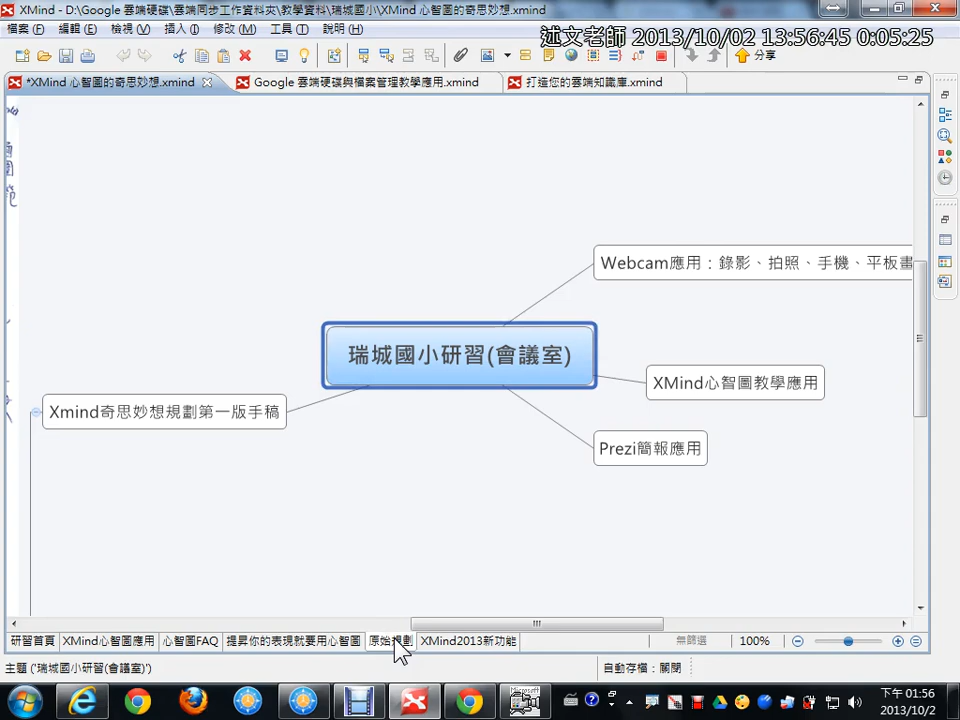 XMind - D:\Google 雲端硬碟\雲端同步工作資料夾\教學資料\瑞城國小\XMind 心智圖的奇思妙想.xmind
檔案(F) 編輯(E) 檢視(V) 插入(I) 修改(M) 工具(T) 說明(H)
述文老師 2013/10/02 13:56:45 0:05:25
分享
*XMind 心智圖的奇思妙想.xmind
Google 雲端硬碟與檔案管理教學應用.xmind
打造您的雲端知識庫.xmind
Webcam應用：錄影、拍照、手機、平板畫
瑞城國小研習(會議室)
XMind心智圖教學應用
Xmind奇思妙想規劃第一版手稿
Prezi簡報應用
研習首頁 XMind心智圖應用 心智圖FAQ 提昇你的表現就要用心智圖 原始規劃 XMind2013新功能
無篩選 100%
主題 ('瑞城國小研習(會議室)')
自動存檔：關閉
下午 01:56
2013/10/2